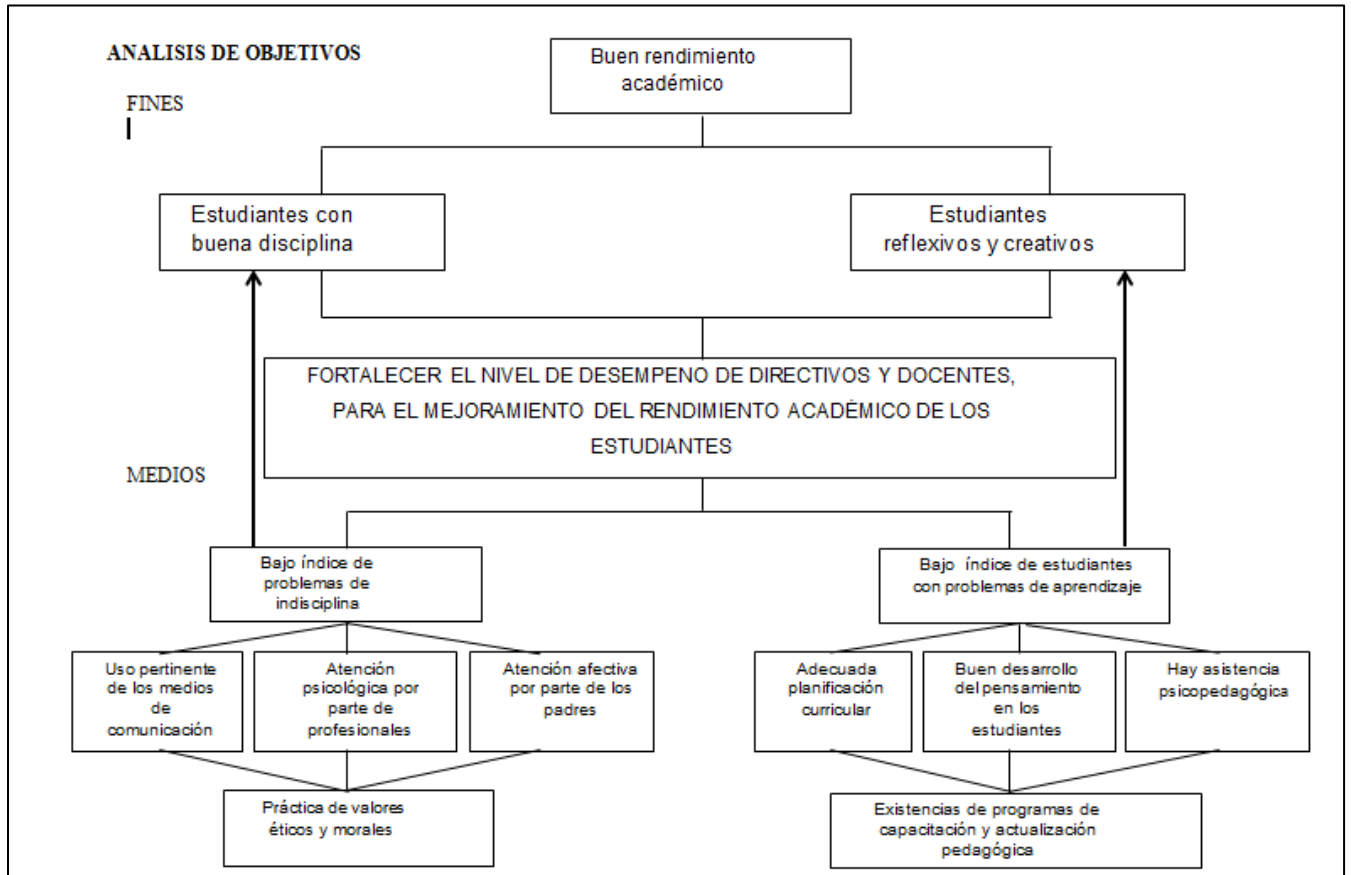 ANALISIS DE OBJETIVOS
Buen rendimiento
académico
FINES
Estudiantes con
buena disciplina
Estudiantes
reflexivos y creativos
FORTALECER EL NIVEL DE DESEMPENO DE DIRECTIVOS Y DOCENTES,
PARA EL MEJORAMIENTO DEL RENDIMIENTO ACADÉMICO DE LOS
ESTUDIANTES
MEDIOS
Bajo índice de
problemas de
indisciplina
Bajo índice de estudiantes
con problemas de aprendizaje
Uso pertinente
de los medios
de
comunicación
Atención
psicológica por
parte de
profesionales
Atención afectiva
por parte de los
padres
Adecuada
planificación
curricular
Buen desarrollo
del pensamiento
en los
estudiantes
Hay asistencia
psicopedagógica
Práctica de valores
éticos y morales
Existencias de programas de
capacitación y actualización
pedagógica